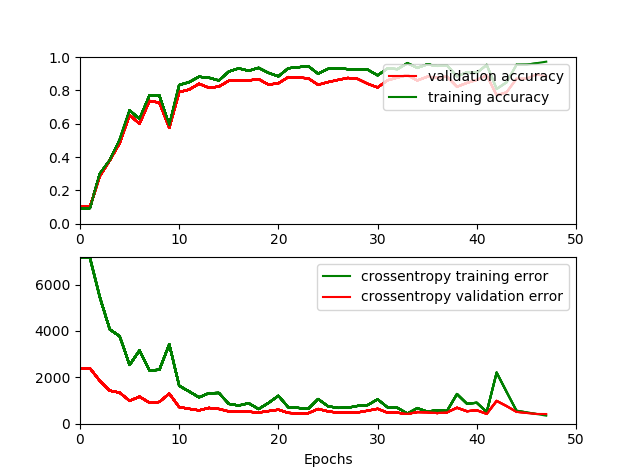 1.0
0.8
0.6
0.4
0.2
0.0
validation accuracy
training accuracy
0 10 20 30 40 50
6000
4000
2000
0
crossentropy training error
crossentropy validation error
0 10 20 30 40 50
Epochs